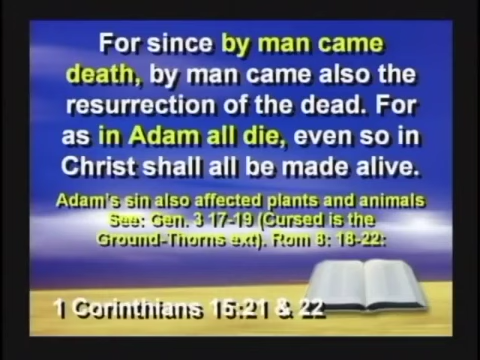 For since by man came
death, by man came also the
resurrection of the dead. For
as in Adam all die, even so in
Christ shall all be made alive.
Adam's sin also affected plants and animals
See: Gen. 3 17-19 (Cursed is the
Ground-Thorns ext). Rom 8: 18-22:
1 Corinthians 15:21 & 22